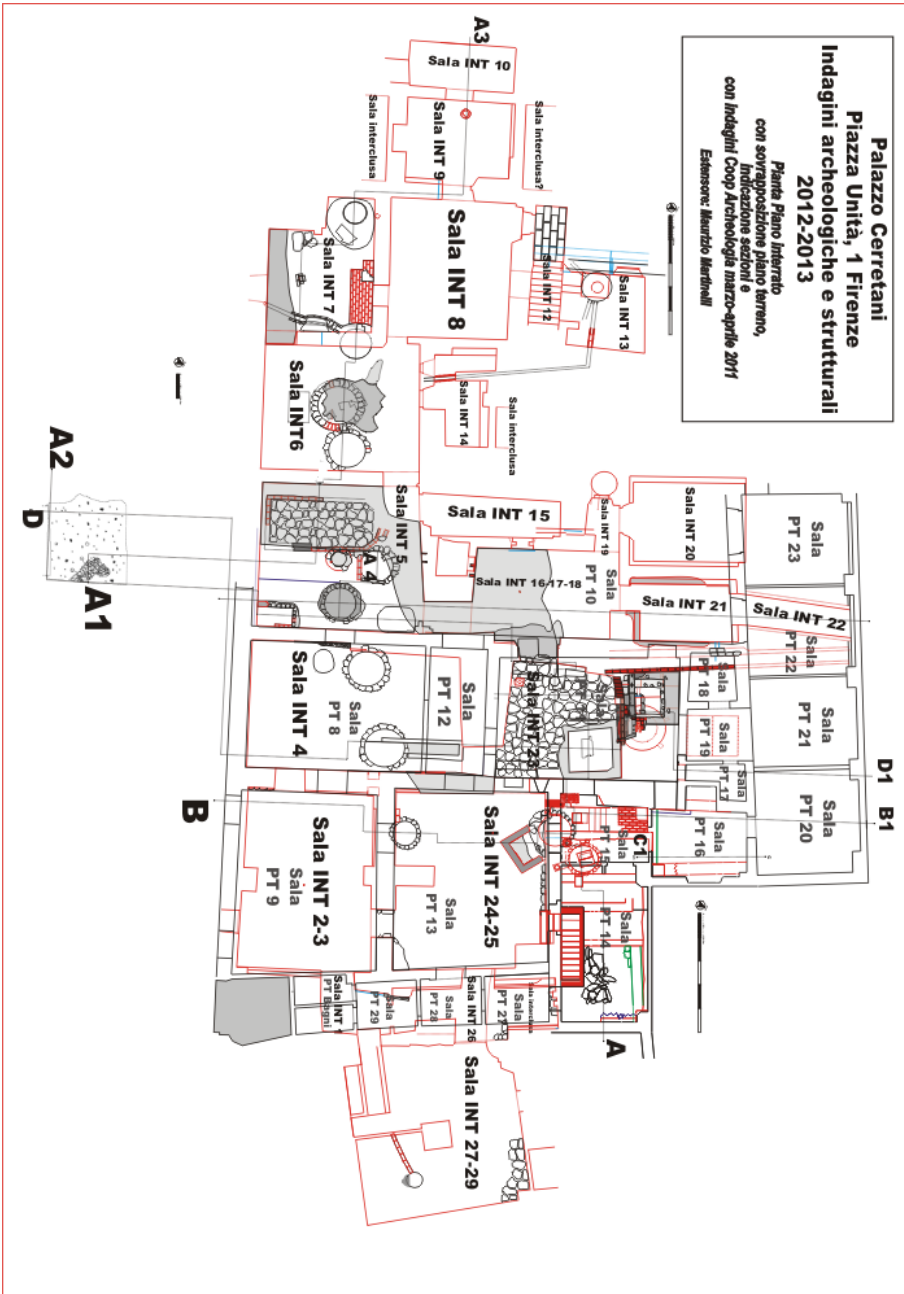 Palazzo Cerretani
Piazza Unità, 1 Firenze
Indagini archeologiche e strutturali
2012-2013
Pianta Piano interrato
con sovrapposizione piano terreno,
indicazione sezioni e
con indagini Coop Archeologia marzo-aprile 2011
Estensore: Maurizio Martinelli
A3
Sala INT 10
Sala interclusa
Sala INT 9
Sala interclusa?
Sala INT 7
Sala INT 8
Sala INT 12
Sala INT 13
Sala INT6
Sala INT 14
Sala interclusa
A2
D
A1
Sala INT 5
A 4
Sala INT 15
Sala INT 19
Sala INT 20
Sala
PT 23
Sala INT 16-17-18
Sala
PT 10
Sala INT 21
Sala INT 22
Sala
PT 22
Sala INT 4
Sala
PT 8
Sala
PT 12
Sala INT 23
Sala
PT 18
Sala
PT 19
Sala
PT 17
Sala
PT 21
Sala
PT 20
D1
B1
B
Sala INT 2-3
Sala
PT 9
Sala INT 24-25
Sala
PT 13
Sala
PT 15
C1
Sala
PT 16
Sala
PT 14
Sala INT 1
PT Bagni
Sala
PT 29
Sala
PT 28
Sala INT 26
Sala
PT 27
Sala interclusa
A
Sala INT 27-29